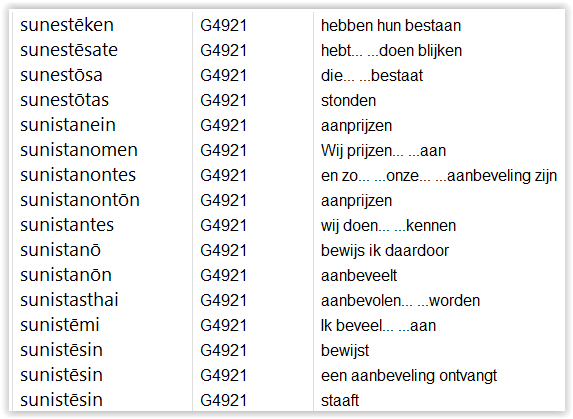 sunestēken G4921 hebben hun bestaan
sunestēsate G4921 hebt... ...doen blijken
sunestōsa G4921 die... ...bestaat
sunestōtas G4921 stonden
sunistanein G4921 aanprijzen
sunistanomen G4921 Wij prijzen... ...aan
sunistanontes G4921 en zo... ...onze... ...aanbeveling zijn
sunistanontōn G4921 aanprijzen
sunistantes G4921 wij doen... ...kennen
sunistanō G4921 bewijs ik daardoor
sunistanōn G4921 aanbeveelt
sunistasthai G4921 aanbevolen... ...worden
sunistēmi G4921 Ik beveel... ...aan
sunistēsin G4921 bewijst
sunistēsin G4921 een aanbeveling ontvangt
sunistēsin G4921 staaft